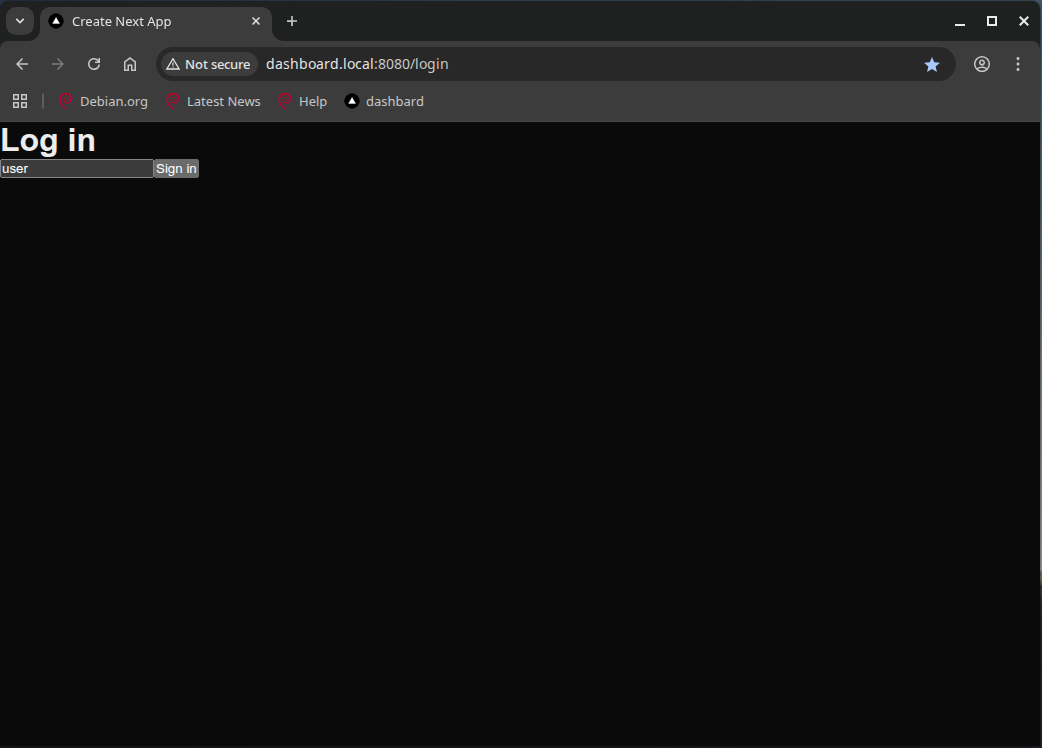 Create Next App
Not secure dashboard.local:8080/login
Debian.org Latest News Help dashbard
Log in
user Sign in